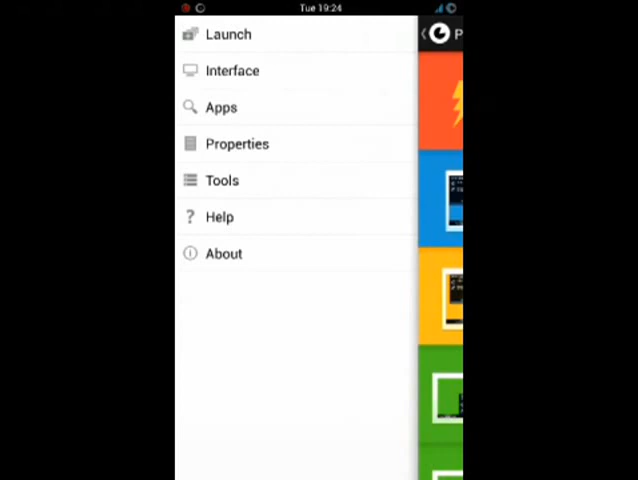 Tue 19:24
Launch
P
Interface
Apps
Properties
Tools
Help
About